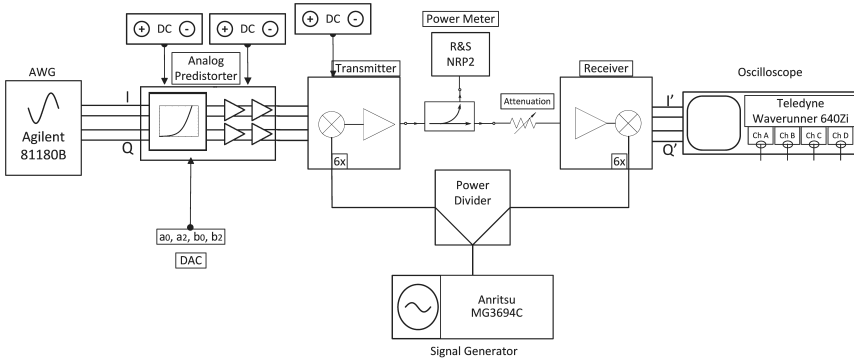 DC
DC
DC
Power Meter
R&S
NRP2
AWG
Analog
Predistorter
Transmitter
Receiver
Oscilloscope
I
Attenuation
I'
Teledyne
Waverunner 640Zi
Agilent
81180B
Ch A
Ch B
Ch C
Ch D
Q
Q'
6x
6x
Power
Divider
a0, a2, b0, b2
DAC
Anritsu
MG3694C
Signal Generator